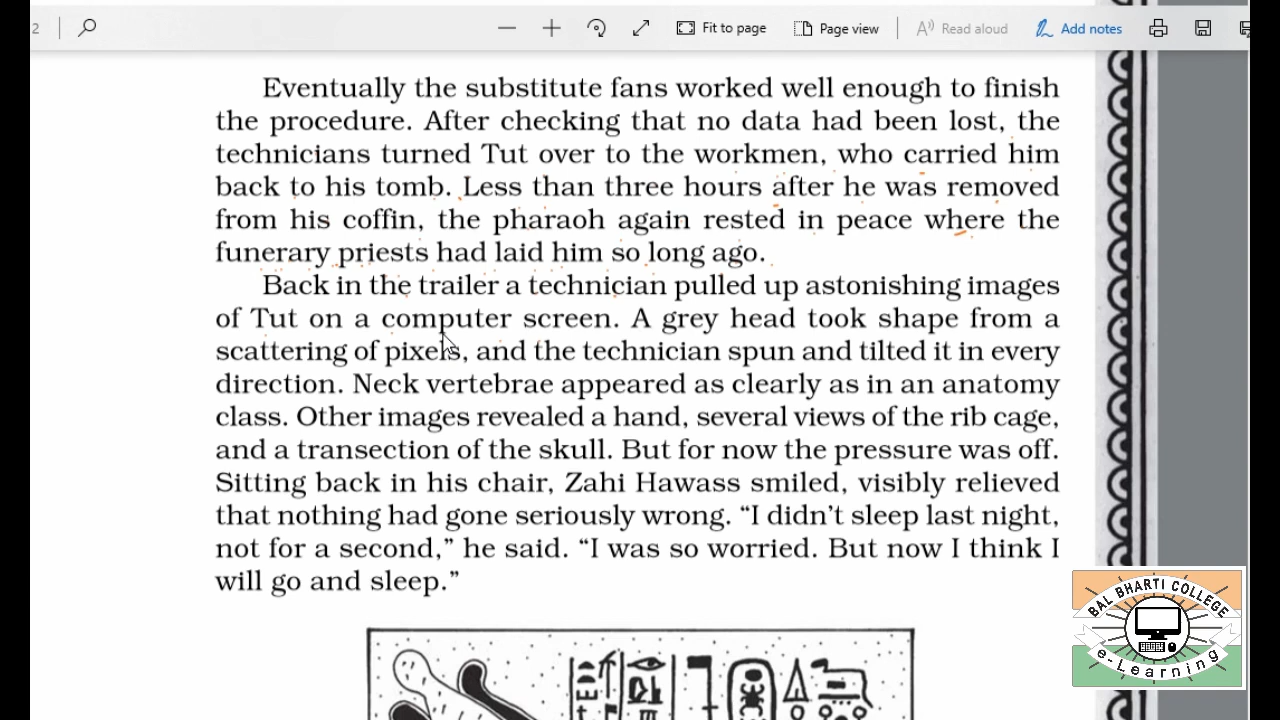 2
Fit to page
Page view
Read aloud
Add notes
Eventually the substitute fans worked well enough to finish
the procedure. After checking that no data had been lost, the
technicians turned Tut over to the workmen, who carried him
back to his tomb. Less than three hours after he was removed
from his coffin, the pharaoh again rested in peace where the
funerary priests had laid him so long ago.
Back in the trailer a technician pulled up astonishing images
of Tut on a computer screen. A grey head took shape from a
scattering of pixels, and the technician spun and tilted it in every
direction. Neck vertebrae appeared as clearly as in an anatomy
class. Other images revealed a hand, several views of the rib cage,
and a transection of the skull. But for now the pressure was off.
Sitting back in his chair, Zahi Hawass smiled, visibly relieved
that nothing had gone seriously wrong. “I didn’t sleep last night,
not for a second,” he said. “I was so worried. But now I think I
will go and sleep.”
BAL BHARTI COLLEGE
e-Learning